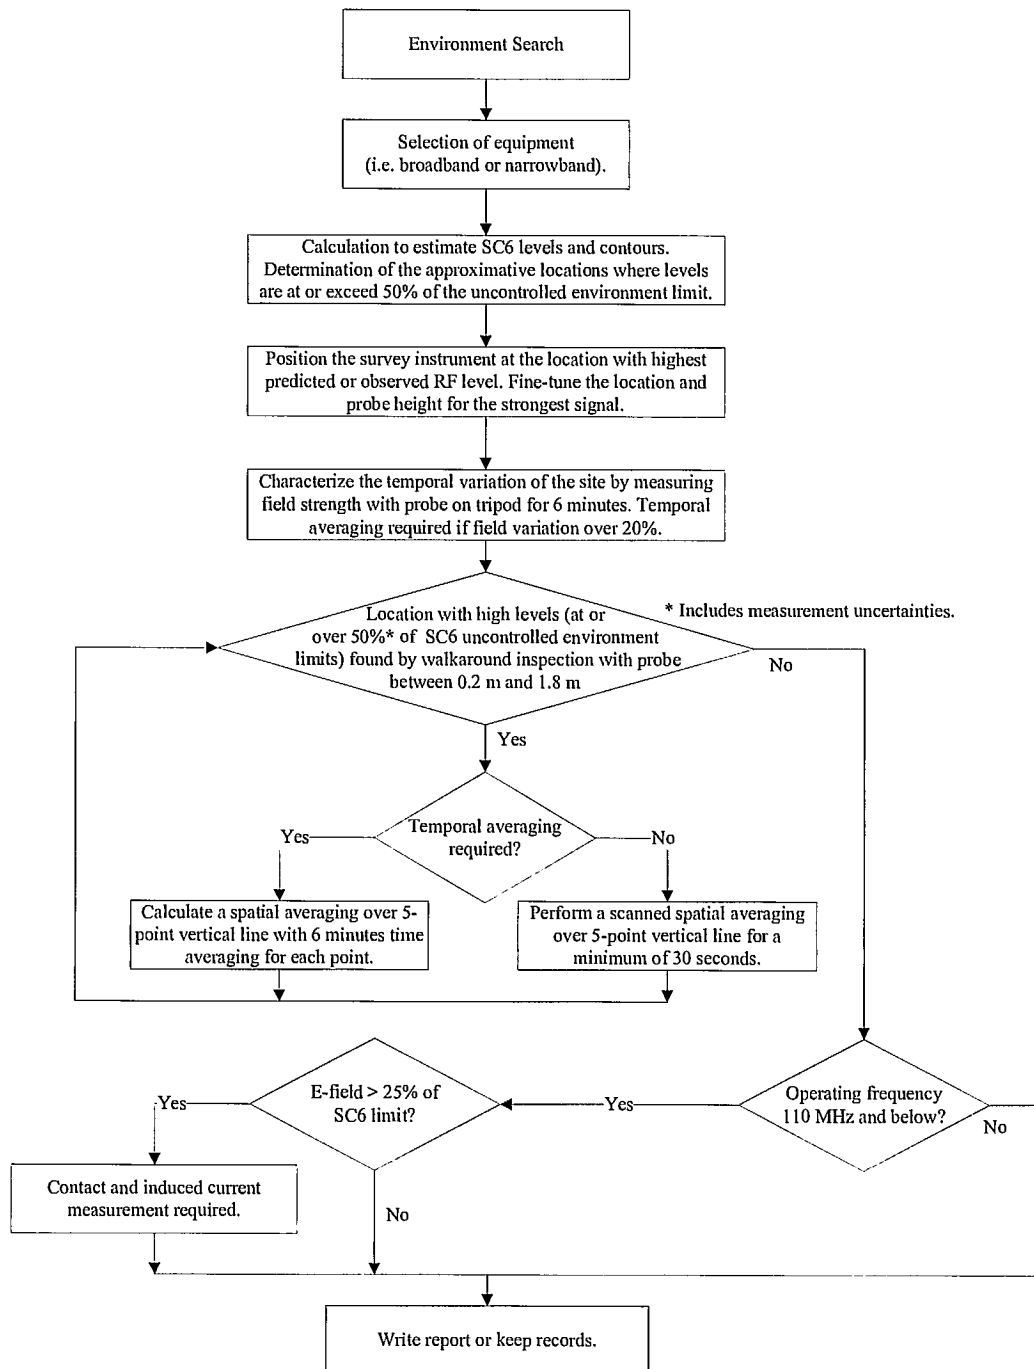 Environment Search
Selection of equipment
(i.e. broadband or narrowband).
Calculation to estimate SC6 levels and contours.
Determination of the approximative locations where levels
are at or exceed 50% of the uncontrolled environment limit.
Position the survey instrument at the location with highest
predicted or observed RF level. Fine-tune the location and
probe height for the strongest signal.
Characterize the temporal variation of the site by measuring
field strength with probe on tripod for 6 minutes. Temporal
averaging required if field variation over 20%.
Location with high levels (at or
over 50%* of SC6 uncontrolled environment
limits) found by walkaround inspection with probe
between 0.2 m and 1.8 m
* Includes measurement uncertainties.
No
Yes
Temporal averaging
required?
Yes
No
Calculate a spatial averaging over 5-
point vertical line with 6 minutes time
averaging for each point.
Perform a scanned spatial averaging
over 5-point vertical line for a
minimum of 30 seconds.
Operating frequency
110 MHz and below?
Yes
No
E-field > 25% of
SC6 limit?
Yes
No
Contact and induced current
measurement required.
Write report or keep records.